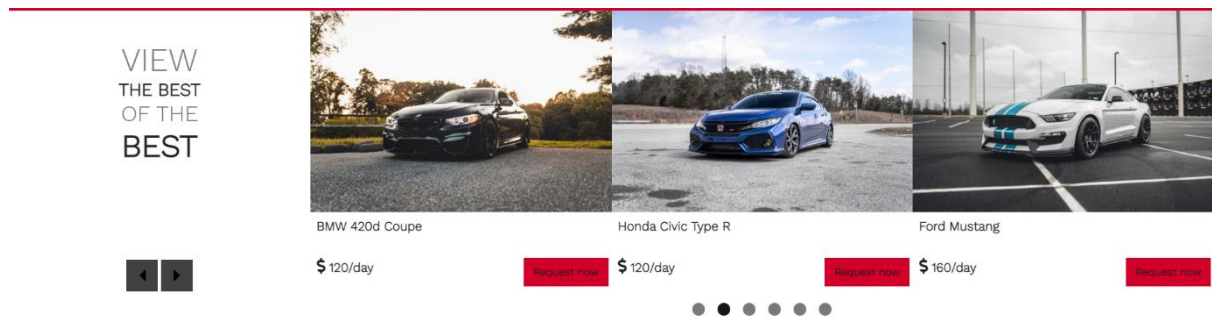 VIEW
THE BEST
OF THE
BEST
BMW 420d Coupe
$ 120/day
Request now
Honda Civic Type R
$ 120/day
Request now
Ford Mustang
$ 160/day
Request now